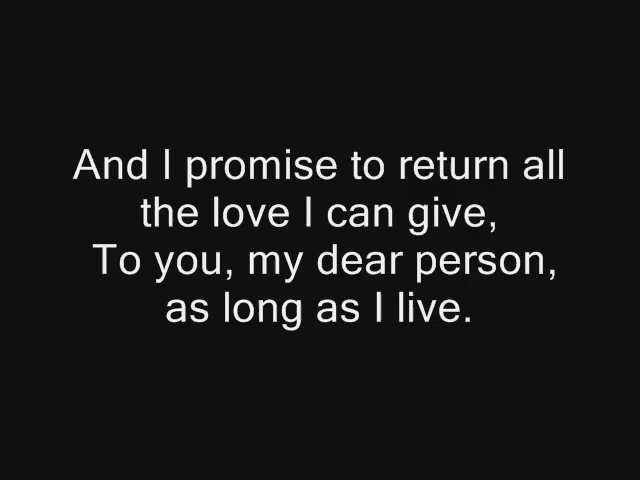 And I promise to return all
the love I can give,
To you, my dear person,
as long as I live.